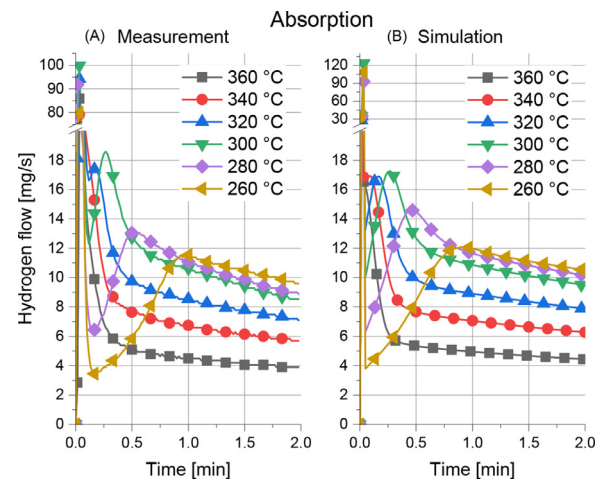 Absorption
(A) Measurement
(B) Simulation
Hydrogen flow [mg/s]
100
90
80
18
16
14
12
10
8
6
4
2
0
360 °C
340 °C
320 °C
300 °C
280 °C
260 °C
0.0 0.5 1.0 1.5 2.0
Time [min]
120
90
60
30
18
16
14
12
10
8
6
4
2
0
360 °C
340 °C
320 °C
300 °C
280 °C
260 °C
0.0 0.5 1.0 1.5 2.0
Time [min]